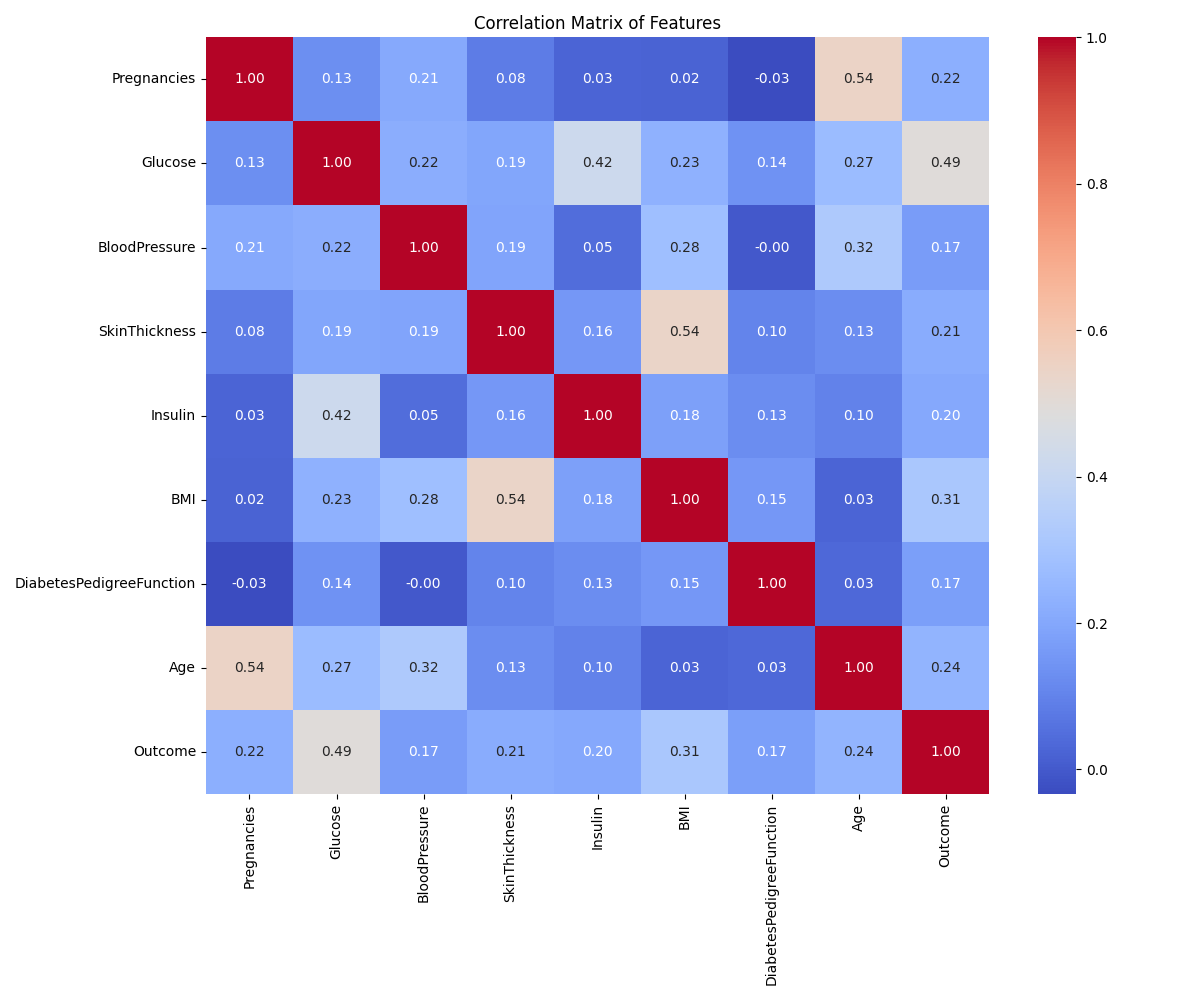 Correlation Matrix of Features
Pregnancies 1.00 0.13 0.21 0.08 0.03 0.02 -0.03 0.54 0.22
Glucose 0.13 1.00 0.22 0.19 0.42 0.23 0.14 0.27 0.49
BloodPressure 0.21 0.22 1.00 0.19 0.05 0.28 -0.00 0.32 0.17
SkinThickness 0.08 0.19 0.19 1.00 0.16 0.54 0.10 0.13 0.21
Insulin 0.03 0.42 0.05 0.16 1.00 0.18 0.13 0.10 0.20
BMI 0.02 0.23 0.28 0.54 0.18 1.00 0.15 0.03 0.31
DiabetesPedigreeFunction -0.03 0.14 -0.00 0.10 0.13 0.15 1.00 0.03 0.17
Age 0.54 0.27 0.32 0.13 0.10 0.03 0.03 1.00 0.24
Outcome 0.22 0.49 0.17 0.21 0.20 0.31 0.17 0.24 1.00
Pregnancies
Glucose
BloodPressure
SkinThickness
Insulin
BMI
DiabetesPedigreeFunction
Age
Outcome
1.0
0.8
0.6
0.4
0.2
0.0